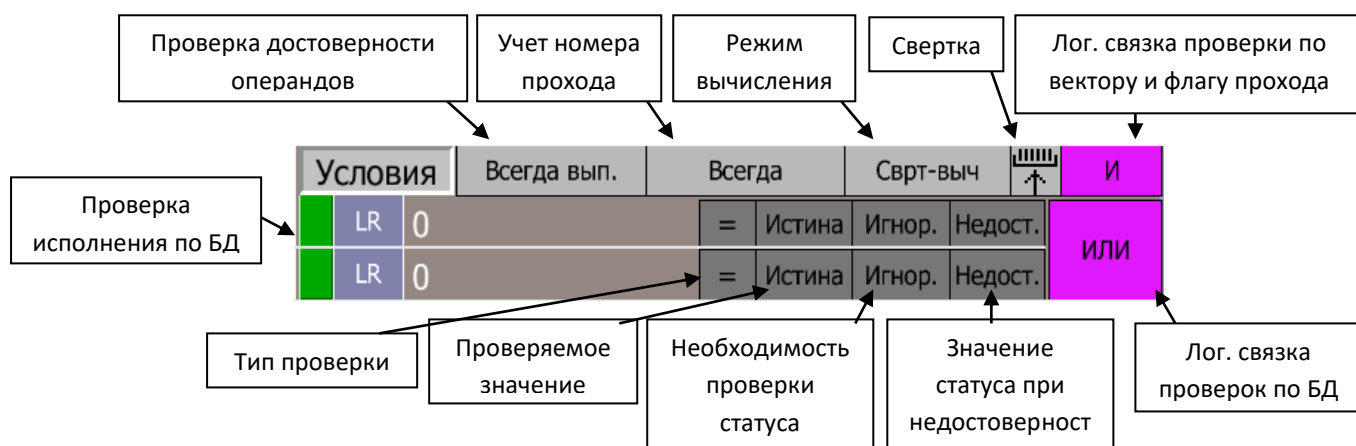 Проверка достоверности
операндов
Учет номера
прохода
Режим
вычисления
Свертка
Лог. связка проверки по
вектору и флагу прохода
Условия Всегда вып. Всегда Сврт-выч И
Проверка
исполнения по БД
LR 0 = Истина Игнор. Недост.
ИЛИ
LR 0 = Истина Игнор. Недост.
Тип проверки
Проверяемое
значение
Необходимость
проверки
статуса
Значение
статуса при
недостоверност
Лог. связка
проверок по БД